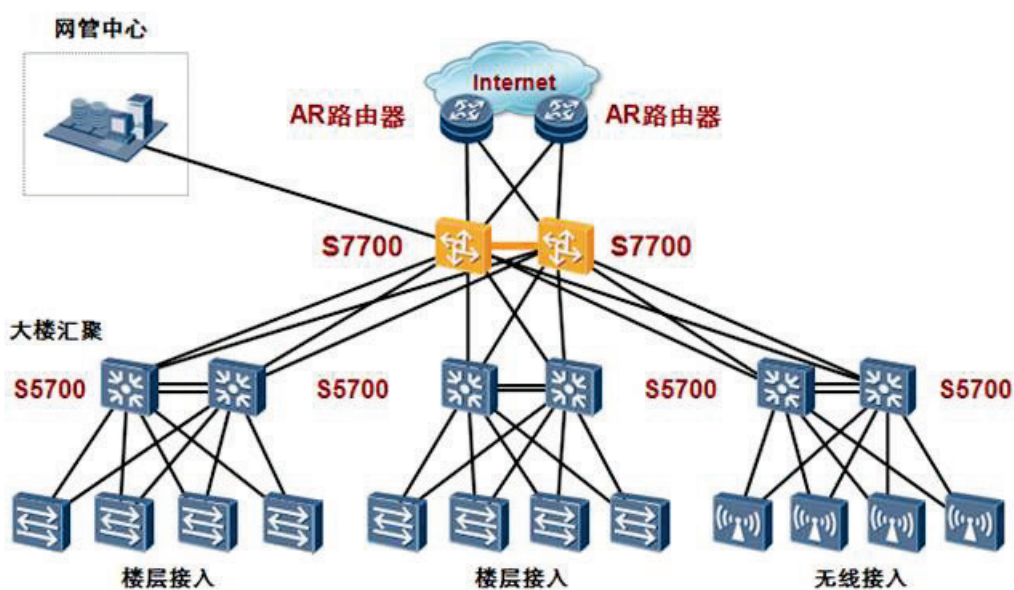 网管中心
Internet
AR路由器
AR路由器
S7700
S7700
大楼汇聚
S5700
S5700
S5700
S5700
楼层接入
楼层接入
无线接入